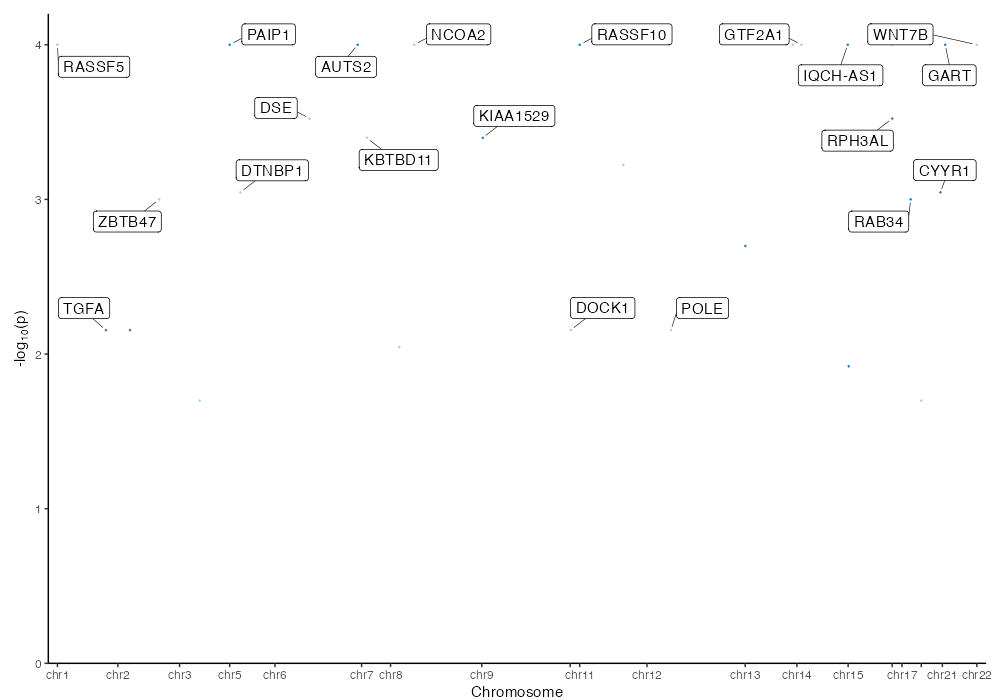 4
PAIP1
NCOA2
RASSF10
GTF2A1
WNT7B
RASSF5
AUTS2
IQCH-AS1
GART
DSE
KIAA1529
RPH3AL
KBTBD11
DTNBP1
CYYR1
3
ZBTB47
RAB34
TGFA
DOCK1
POLE
-log10(p)
2
1
0
chr1 chr2 chr3 chr5 chr6 chr7 chr8 chr9 chr11 chr12 chr13 chr14 chr15 chr17 chr21 chr22
Chromosome